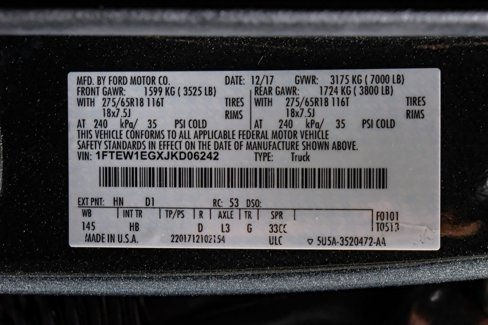 MFD. BY FORD MOTOR CO. DATE: 12/17 GVWR: 3175 KG ( 7000 LB)
FRONT GAWR: 1599 KG ( 3525 LB) REAR GAWR: 1724 KG ( 3800 LB)
WITH 275/65R18 116T TIRES WITH 275/65R18 116T TIRES
18x7.5J RIMS 18x7.5J RIMS
AT 240 kPa/ 35 PSI COLD AT 240 kPa/ 35 PSI COLD
THIS VEHICLE CONFORMS TO ALL APPLICABLE FEDERAL MOTOR VEHICLE
SAFETY STANDARDS IN EFFECT ON THE DATE OF MANUFACTURE SHOWN ABOVE.
VIN: 1FTEW1EGXJKD06242 TYPE: Truck
EXT PNT: HN D1 RC: 53 DSO:
WB INT TR TP/PS R AXLE TR SPR F0101
145 HB D L3 G 33CC T0513
MADE IN U.S.A. 2201712102154 ULC ▽ 5U5A-3520472-AA